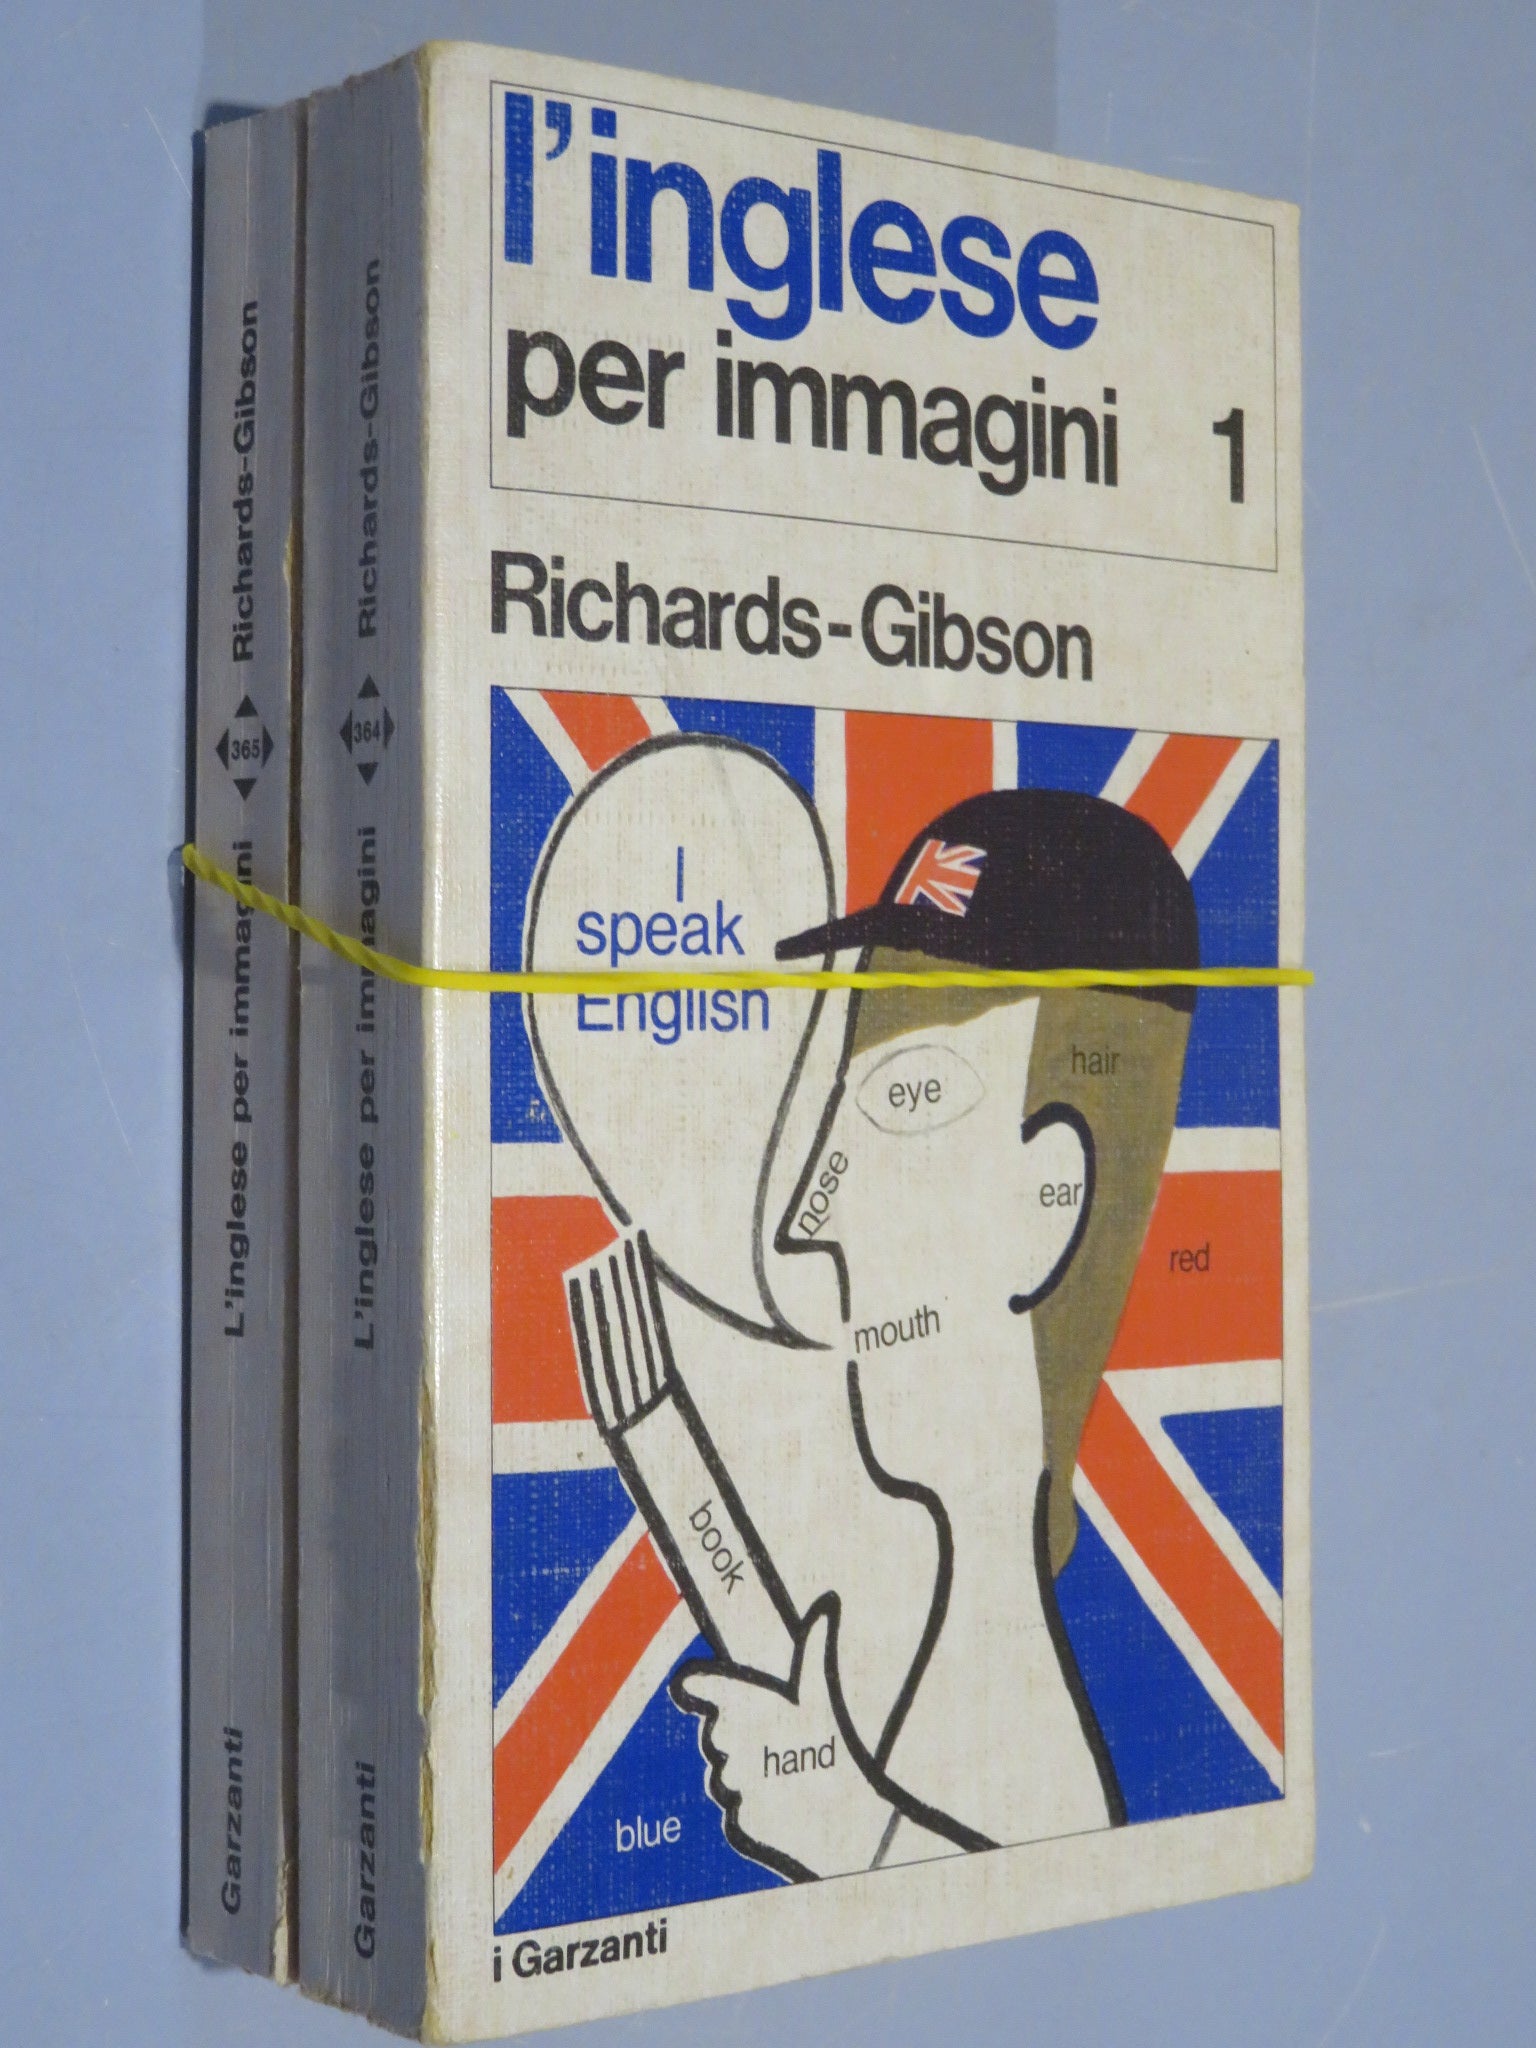 l'inglese
per immagini 1
Richards-Gibson
I
speak
English
eye
hair
nose
ear
red
mouth
book
hand
blue
i Garzanti
Garzanti L'inglese per immagini 364 Richards-Gibson
Garzanti L'inglese per immagini 365 Richards-Gibson